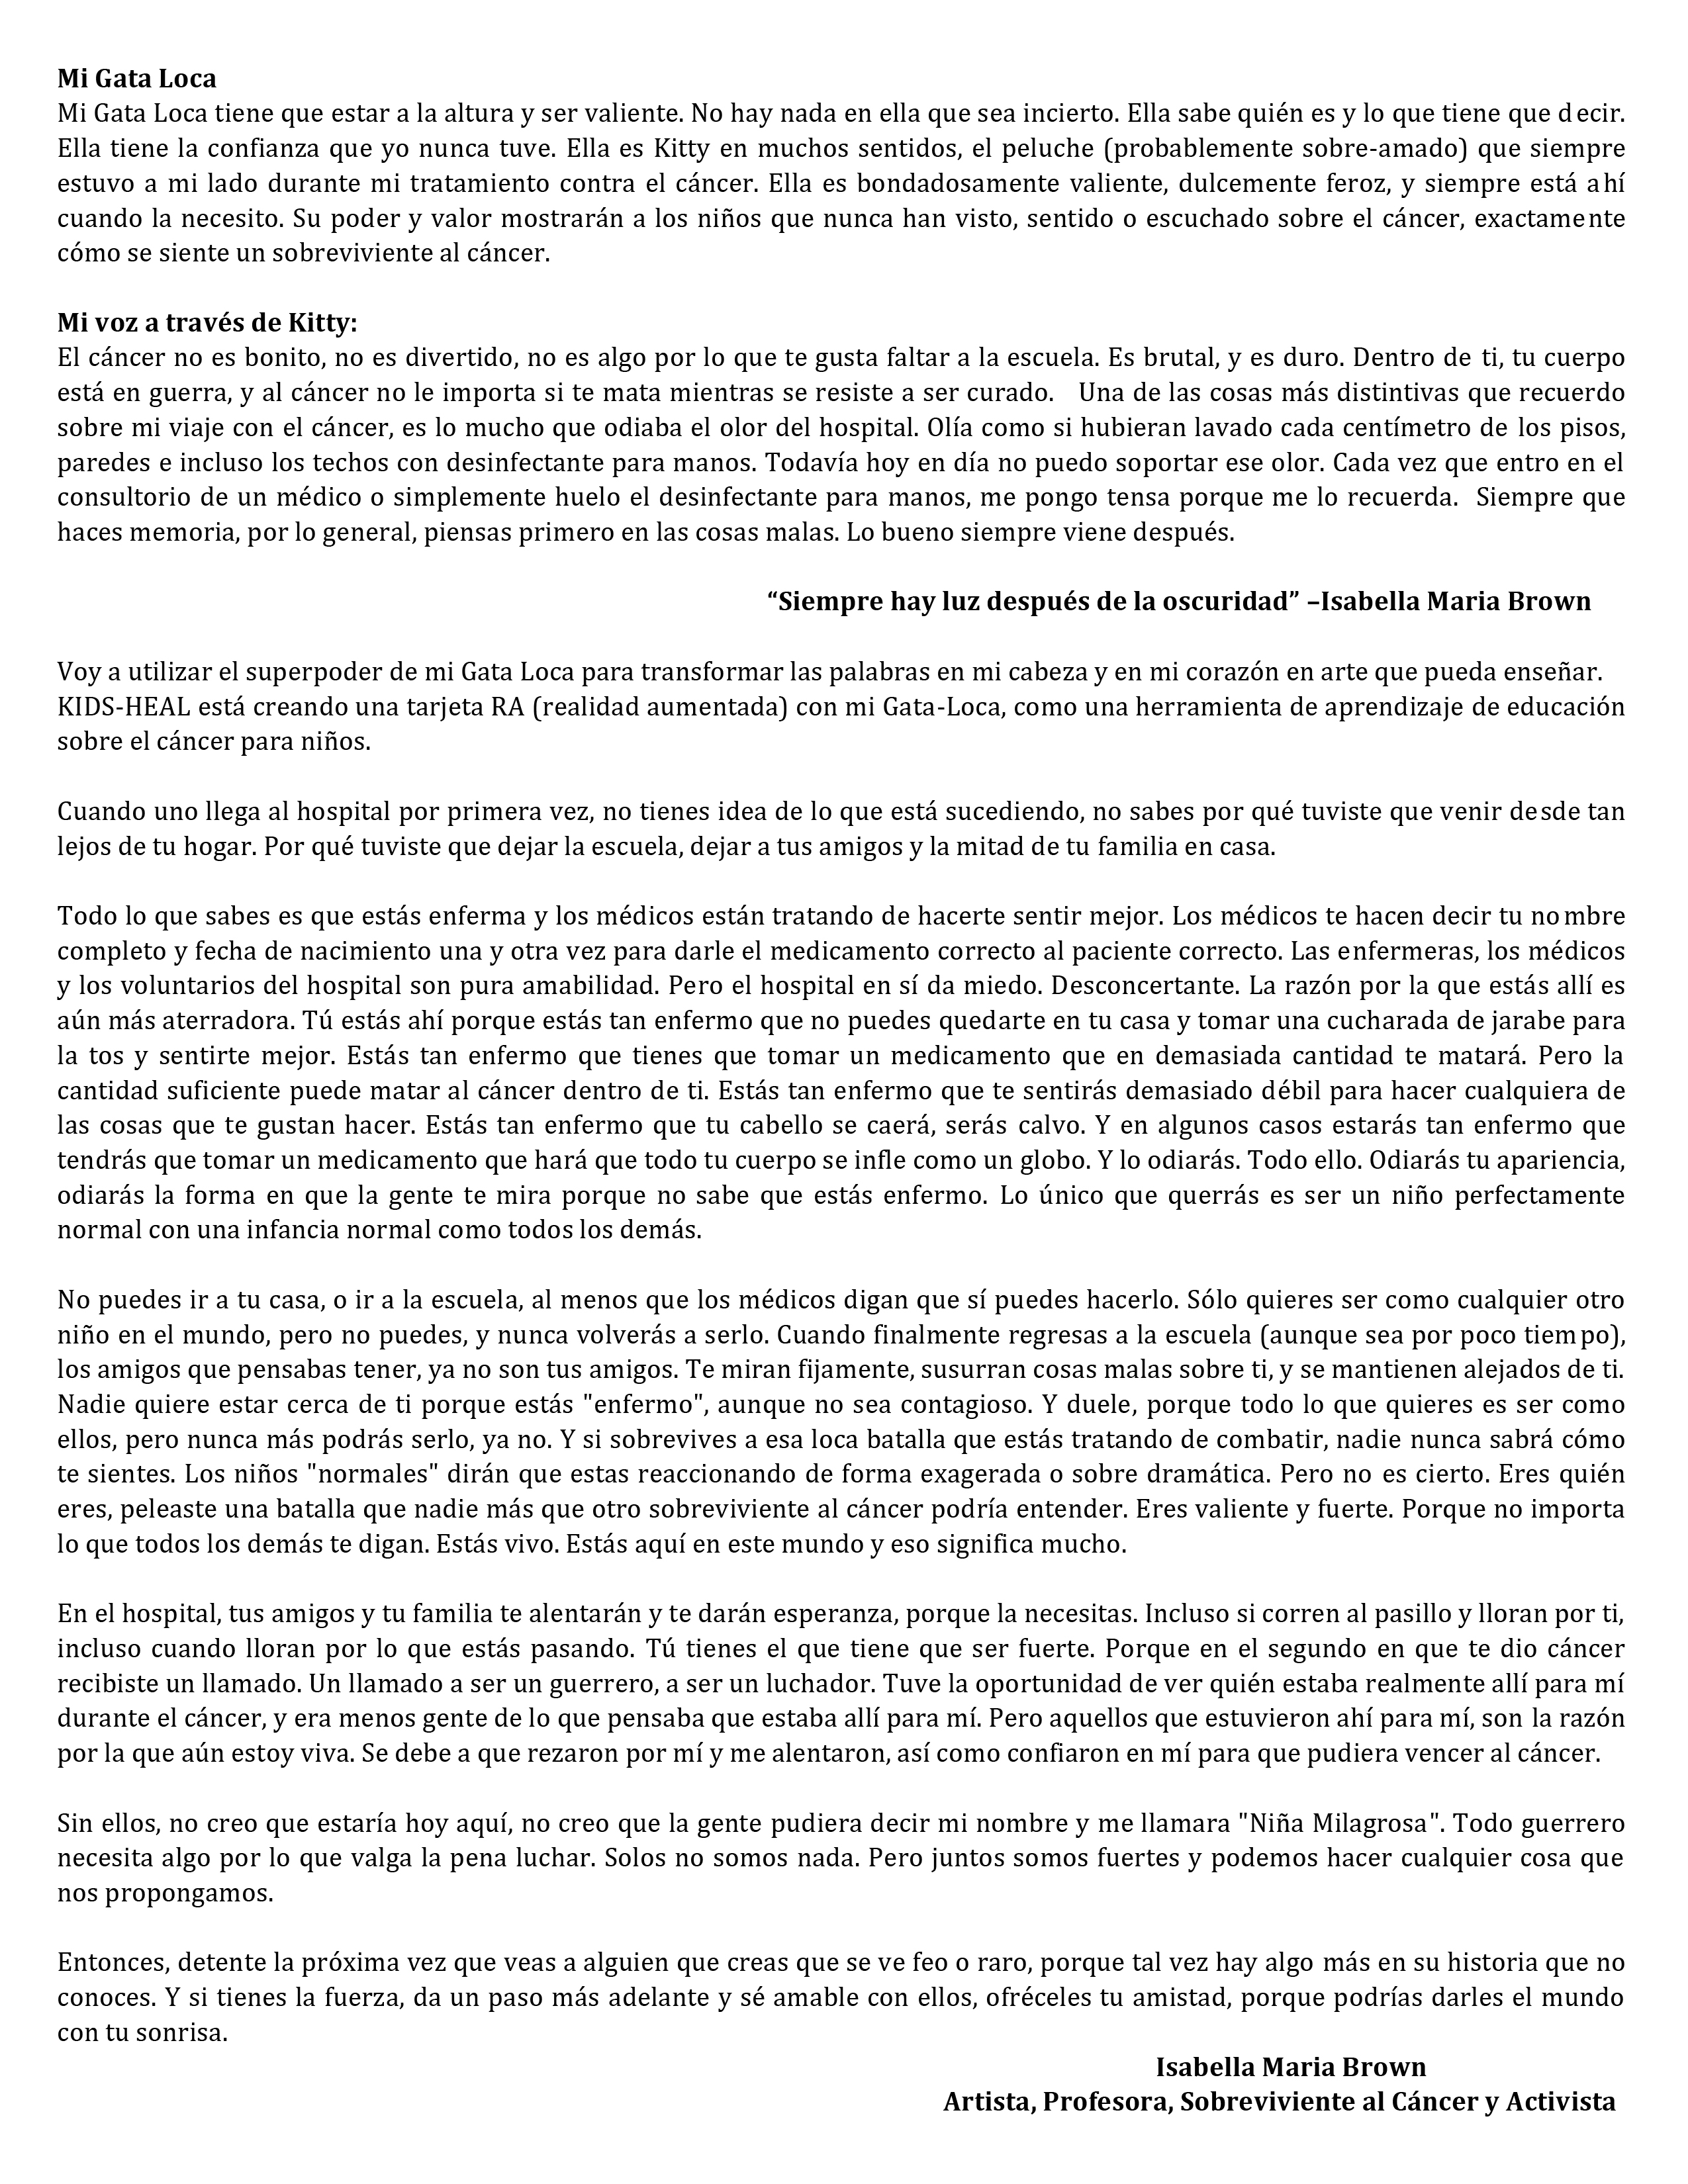 Mi Gata Loca
Mi Gata Loca tiene que estar a la altura y ser valiente. No hay nada en ella que sea incierto. Ella sabe quién es y lo que tiene que decir.
Ella tiene la confianza que yo nunca tuve. Ella es Kitty en muchos sentidos, el peluche (probablemente sobre-amado) que siempre
estuvo a mi lado durante mi tratamiento contra el cáncer. Ella es bondadosamente valiente, dulcemente feroz, y siempre está ahí
cuando la necesito. Su poder y valor mostrarán a los niños que nunca han visto, sentido o escuchado sobre el cáncer, exactamente
cómo se siente un sobreviviente al cáncer.
Mi voz a través de Kitty:
El cáncer no es bonito, no es divertido, no es algo por lo que te gusta faltar a la escuela. Es brutal, y es duro. Dentro de ti, tu cuerpo
está en guerra, y al cáncer no le importa si te mata mientras se resiste a ser curado. Una de las cosas más distintivas que recuerdo
sobre mi viaje con el cáncer, es lo mucho que odiaba el olor del hospital. Olía como si hubieran lavado cada centímetro de los pisos,
paredes e incluso los techos con desinfectante para manos. Todavía hoy en día no puedo soportar ese olor. Cada vez que entro en el
consultorio de un médico o simplemente huelo el desinfectante para manos, me pongo tensa porque me lo recuerda. Siempre que
haces memoria, por lo general, piensas primero en las cosas malas. Lo bueno siempre viene después.
“Siempre hay luz después de la oscuridad” –Isabella Maria Brown
Voy a utilizar el superpoder de mi Gata Loca para transformar las palabras en mi cabeza y en mi corazón en arte que pueda enseñar.
KIDS-HEAL está creando una tarjeta RA (realidad aumentada) con mi Gata-Loca, como una herramienta de aprendizaje de educación
sobre el cáncer para niños.
Cuando uno llega al hospital por primera vez, no tienes idea de lo que está sucediendo, no sabes por qué tuviste que venir desde tan
lejos de tu hogar. Por qué tuviste que dejar la escuela, dejar a tus amigos y la mitad de tu familia en casa.
Todo lo que sabes es que estás enferma y los médicos están tratando de hacerte sentir mejor. Los médicos te hacen decir tu nombre
completo y fecha de nacimiento una y otra vez para darle el medicamento correcto al paciente correcto. Las enfermeras, los médicos
y los voluntarios del hospital son pura amabilidad. Pero el hospital en sí da miedo. Desconcertante. La razón por la que estás allí es
aún más aterradora. Tú estás ahí porque estás tan enfermo que no puedes quedarte en tu casa y tomar una cucharada de jarabe para
la tos y sentirte mejor. Estás tan enfermo que tienes que tomar un medicamento que en demasiada cantidad te matará. Pero la
cantidad suficiente puede matar al cáncer dentro de ti. Estás tan enfermo que te sentirás demasiado débil para hacer cualquiera de
las cosas que te gustan hacer. Estás tan enfermo que tu cabello se caerá, serás calvo. Y en algunos casos estarás tan enfermo que
tendrás que tomar un medicamento que hará que todo tu cuerpo se infle como un globo. Y lo odiarás. Todo ello. Odiarás tu apariencia,
odiarás la forma en que la gente te mira porque no sabe que estás enfermo. Lo único que querrás es ser un niño perfectamente
normal con una infancia normal como todos los demás.
No puedes ir a tu casa, o ir a la escuela, al menos que los médicos digan que sí puedes hacerlo. Sólo quieres ser como cualquier otro
niño en el mundo, pero no puedes, y nunca volverás a serlo. Cuando finalmente regresas a la escuela (aunque sea por poco tiempo),
los amigos que pensabas tener, ya no son tus amigos. Te miran fijamente, susurran cosas malas sobre ti, y se mantienen alejados de ti.
Nadie quiere estar cerca de ti porque estás "enfermo", aunque no sea contagioso. Y duele, porque todo lo que quieres es ser como
ellos, pero nunca más podrás serlo, ya no. Y si sobrevives a esa loca batalla que estás tratando de combatir, nadie nunca sabrá cómo
te sientes. Los niños "normales" dirán que estas reaccionando de forma exagerada o sobre dramática. Pero no es cierto. Eres quién
eres, peleaste una batalla que nadie más que otro sobreviviente al cáncer podría entender. Eres valiente y fuerte. Porque no importa
lo que todos los demás te digan. Estás vivo. Estás aquí en este mundo y eso significa mucho.
En el hospital, tus amigos y tu familia te alentarán y te darán esperanza, porque la necesitas. Incluso si corren al pasillo y lloran por ti,
incluso cuando lloran por lo que estás pasando. Tú tienes el que tiene que ser fuerte. Porque en el segundo en que te dio cáncer
recibiste un llamado. Un llamado a ser un guerrero, a ser un luchador. Tuve la oportunidad de ver quién estaba realmente allí para mí
durante el cáncer, y era menos gente de lo que pensaba que estaba allí para mí. Pero aquellos que estuvieron ahí para mí, son la razón
por la que aún estoy viva. Se debe a que rezaron por mí y me alentaron, así como confiaron en mí para que pudiera vencer al cáncer.
Sin ellos, no creo que estaría hoy aquí, no creo que la gente pudiera decir mi nombre y me llamara "Niña Milagrosa". Todo guerrero
necesita algo por lo que valga la pena luchar. Solos no somos nada. Pero juntos somos fuertes y podemos hacer cualquier cosa que
nos propongamos.
Entonces, detente la próxima vez que veas a alguien que creas que se ve feo o raro, porque tal vez hay algo más en su historia que no
conoces. Y si tienes la fuerza, da un paso más adelante y sé amable con ellos, ofréceles tu amistad, porque podrías darles el mundo
con tu sonrisa.
Isabella Maria Brown
Artista, Profesora, Sobreviviente al Cáncer y Activista